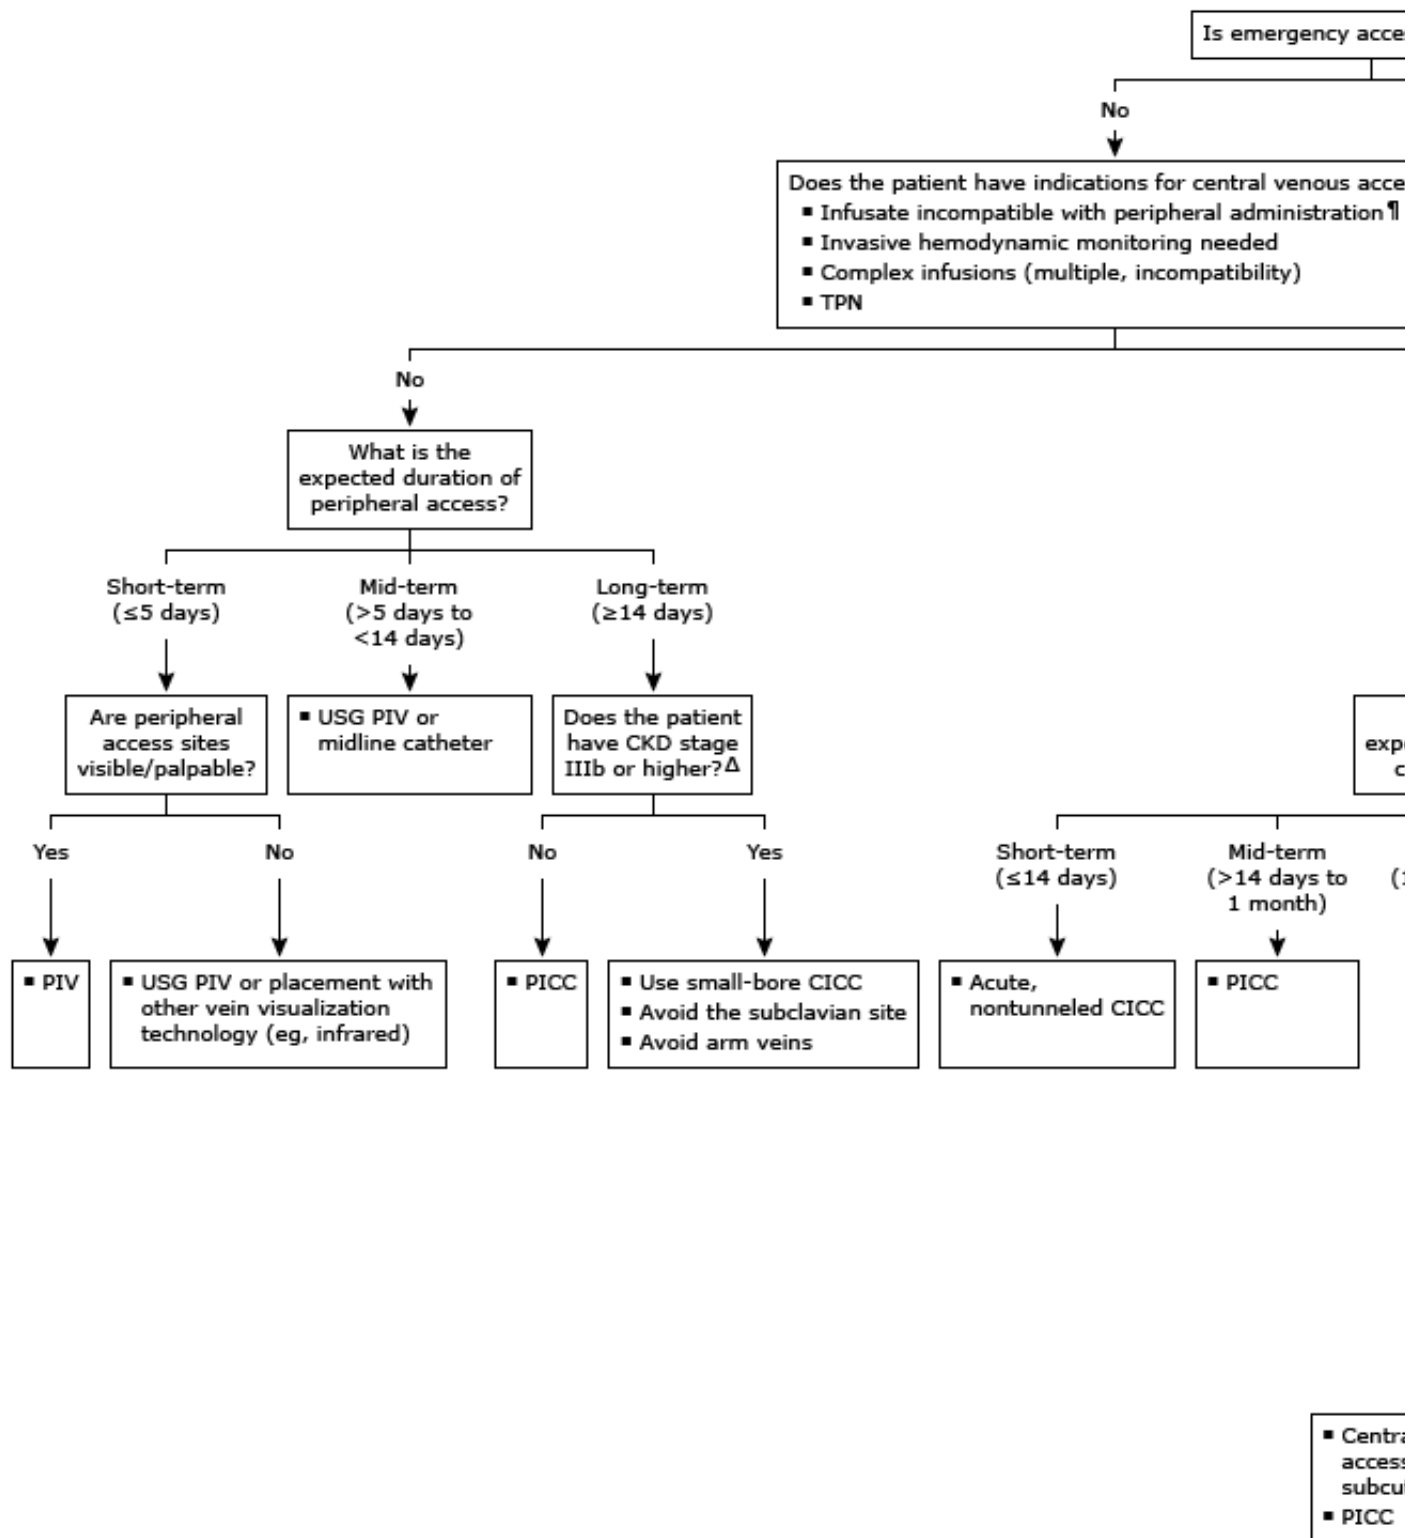 Is emergency
No
Does the patient have indications for central venous
▪ Infusate incompatible with peripheral administration¶
▪ Invasive hemodynamic monitoring needed
▪ Complex infusions (multiple, incompatibility)
▪ TPN
No
What is the
expected duration of
peripheral access?
Short-term
(≤5 days)
Mid-term
(>5 days to
<14 days)
Long-term
(≥14 days)
Are peripheral
access sites
visible/palpable?
▪ USG PIV or
midline catheter
Does the patient
have CKD stage
IIIb or higher?Δ
Yes
No
No
Yes
Short-term
(≤14 days)
Mid-term
(>14 days to
1 month)
▪ PIV
▪ USG PIV or placement with
other vein visualization
technology (eg, infrared)
▪ PICC
▪ Use small-bore CICC
▪ Avoid the subclavian site
▪ Avoid arm veins
▪ Acute,
nontunneled CICC
▪ PICC
access
▪ PICC